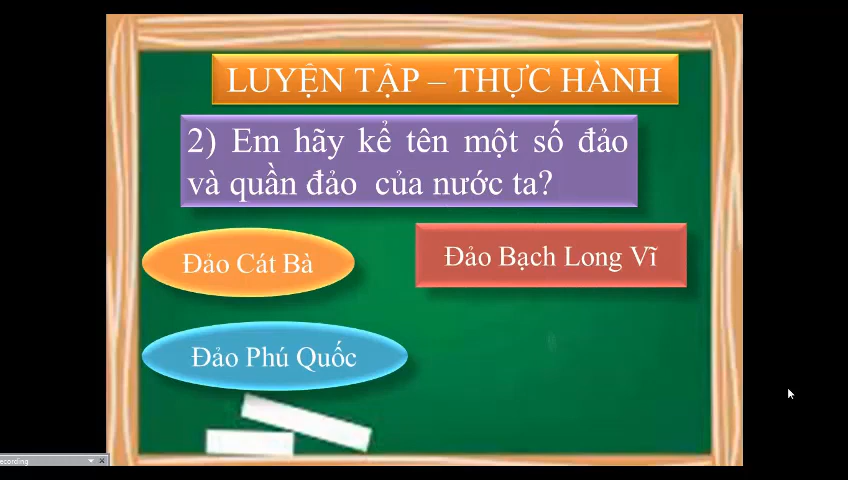 LUYỆN TẬP – THỰC HÀNH
2) Em hãy kể tên một số đảo
và quần đảo của nước ta?
Đảo Cát Bà
Đảo Bạch Long Vĩ
Đảo Phú Quốc
ecording